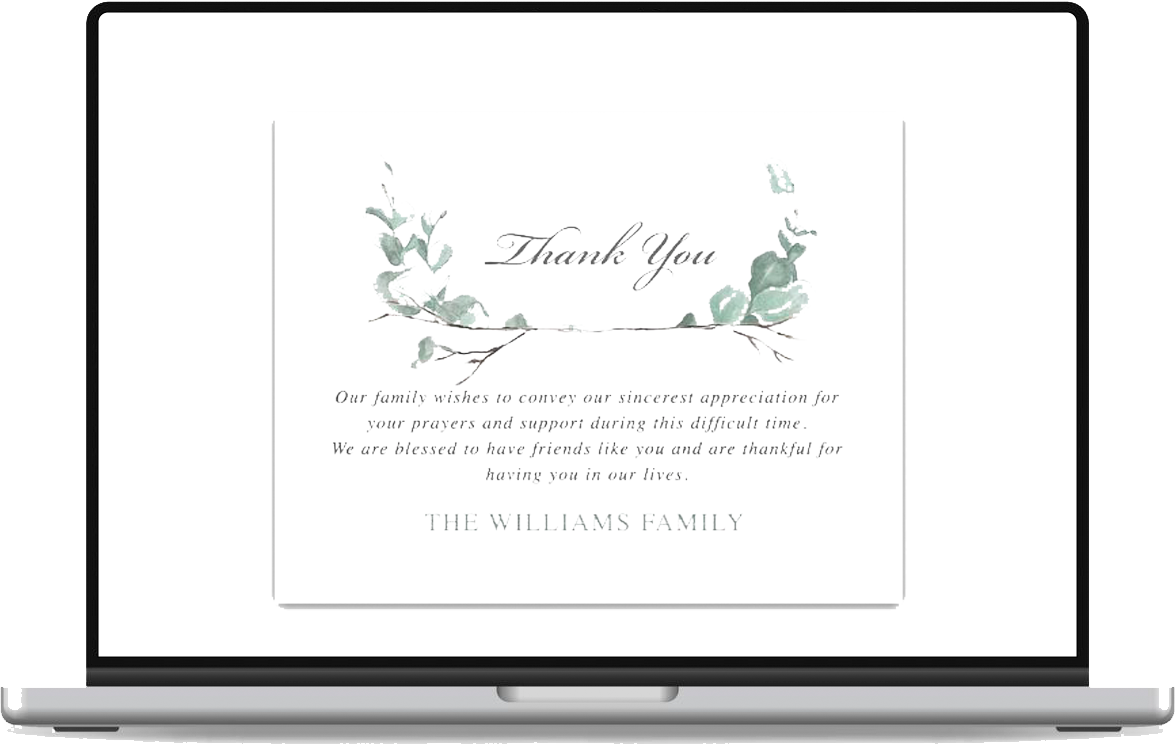 Thank You
Our family wishes to convey our sincerest appreciation for
your prayers and support during this difficult time.
We are blessed to have friends like you and are thankful for
having you in our lives.
THE WILLIAMS FAMILY